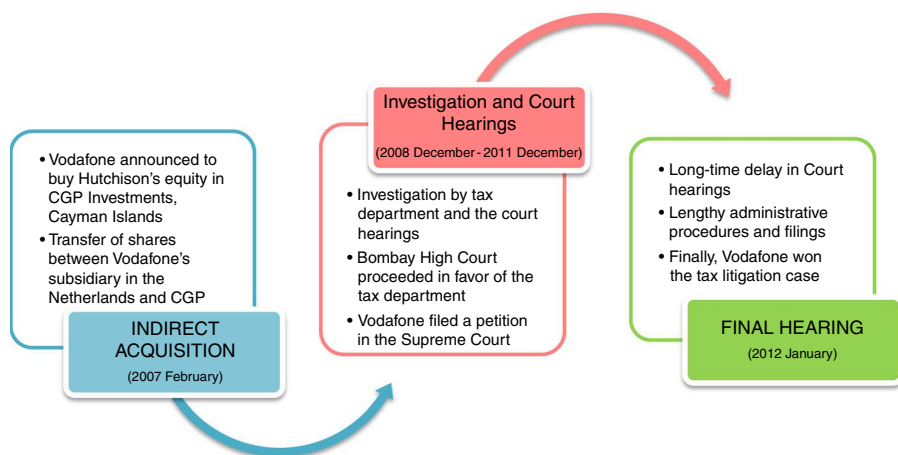 • Vodafone announced to
buy Hutchison's equity in
CGP Investments,
Cayman Islands
• Transfer of shares
between Vodafone's
subsidiary in the
Netherlands and CGP
INDIRECT
ACQUISITION
(2007 February)
Investigation and Court
Hearings
(2008 December - 2011 December)
• Investigation by tax
department and the court
hearings
• Bombay High Court
proceeded in favor of the
tax department
• Vodafone filed a petition
in the Supreme Court
• Long-time delay in Court
hearings
• Lengthy administrative
procedures and filings
• Finally, Vodafone won
the tax litigation case
FINAL HEARING
(2012 January)